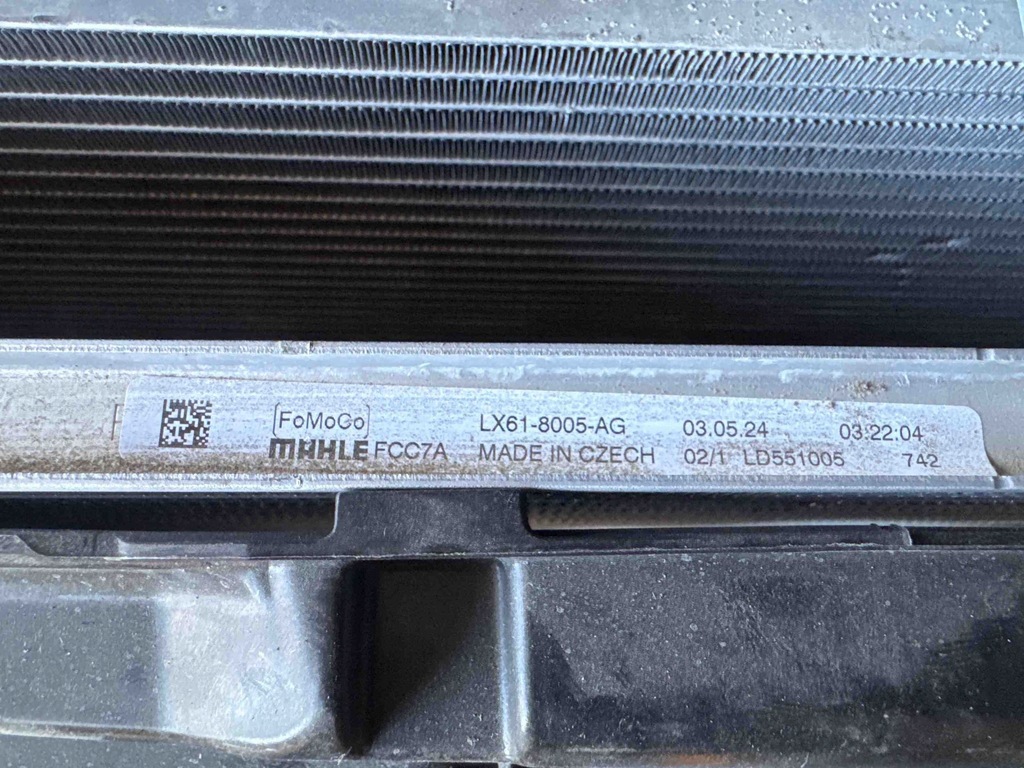 FoMoCo LX61-8005-AG 03.05.24 03:22:04
MAHLE FCC7A MADE IN CZECH 02/1 LD551005 742